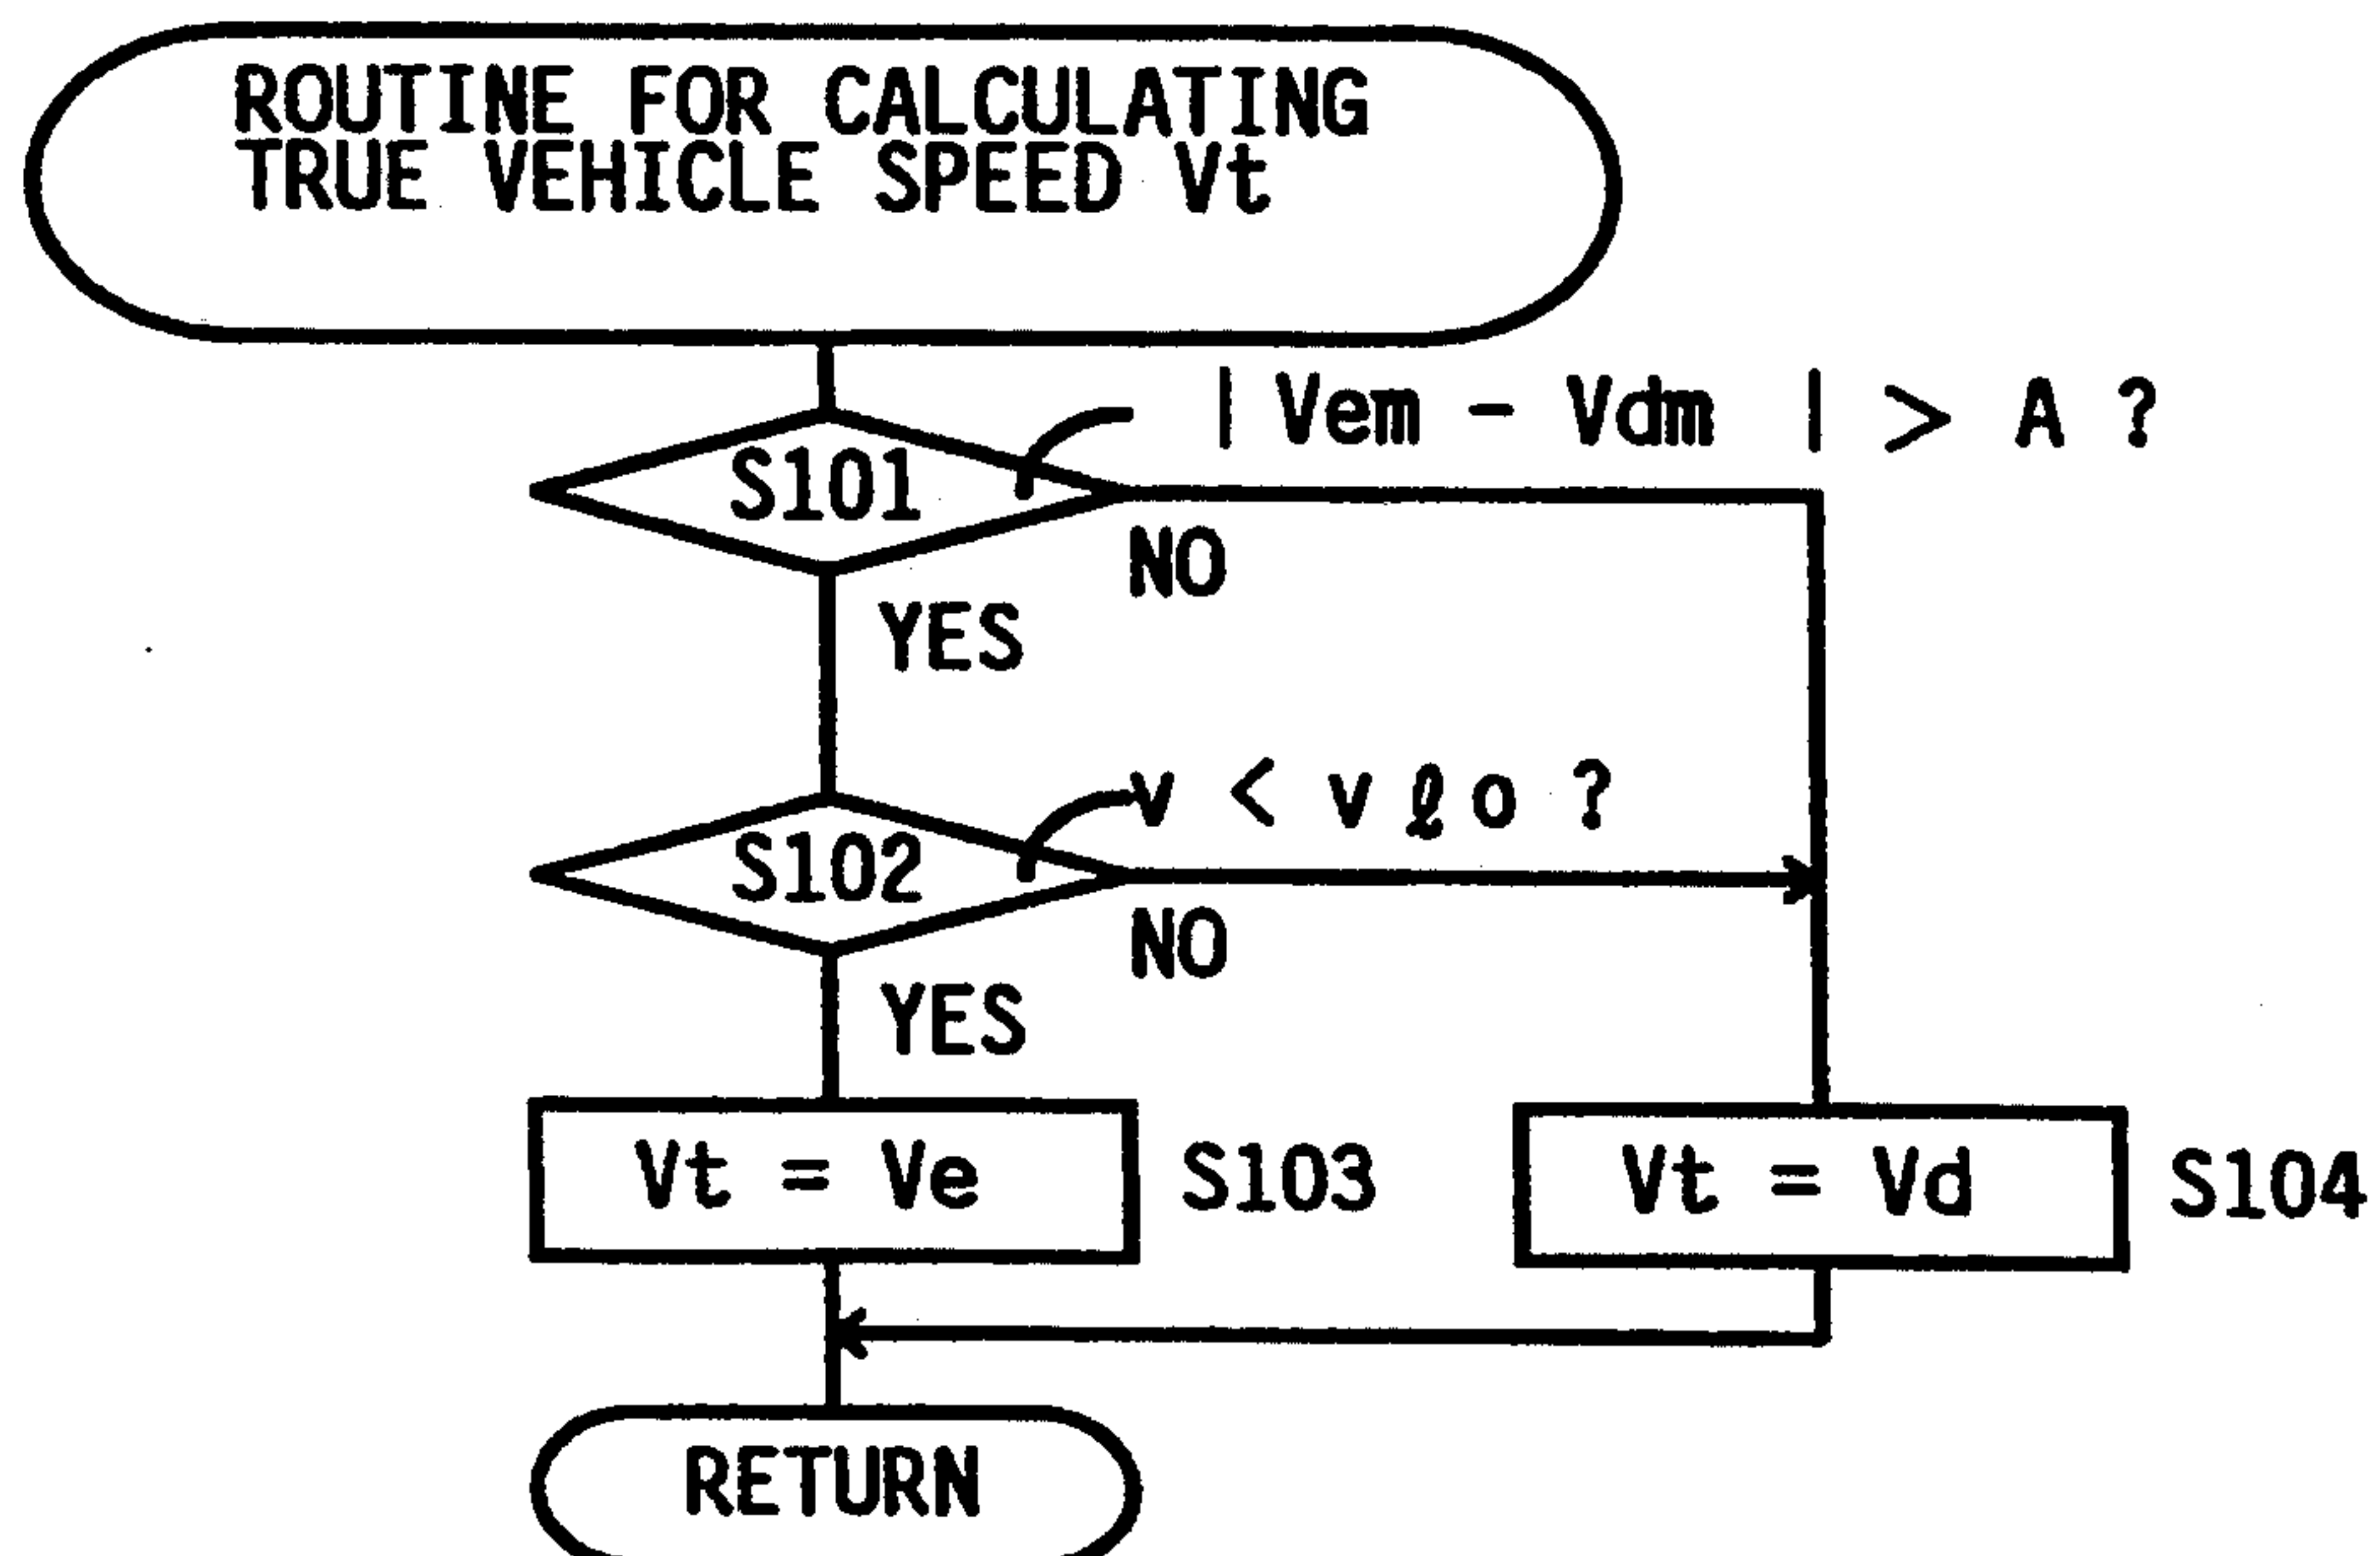 ROUTINE FOR CALCULATING
TRUE VEHICLE SPEED Vt
| Vem - Vdm | > A ?
S101
NO
YES
v < vℓo ?
S102
NO
YES
Vt = Ve
S103
Vt = Vd
S104
RETURN